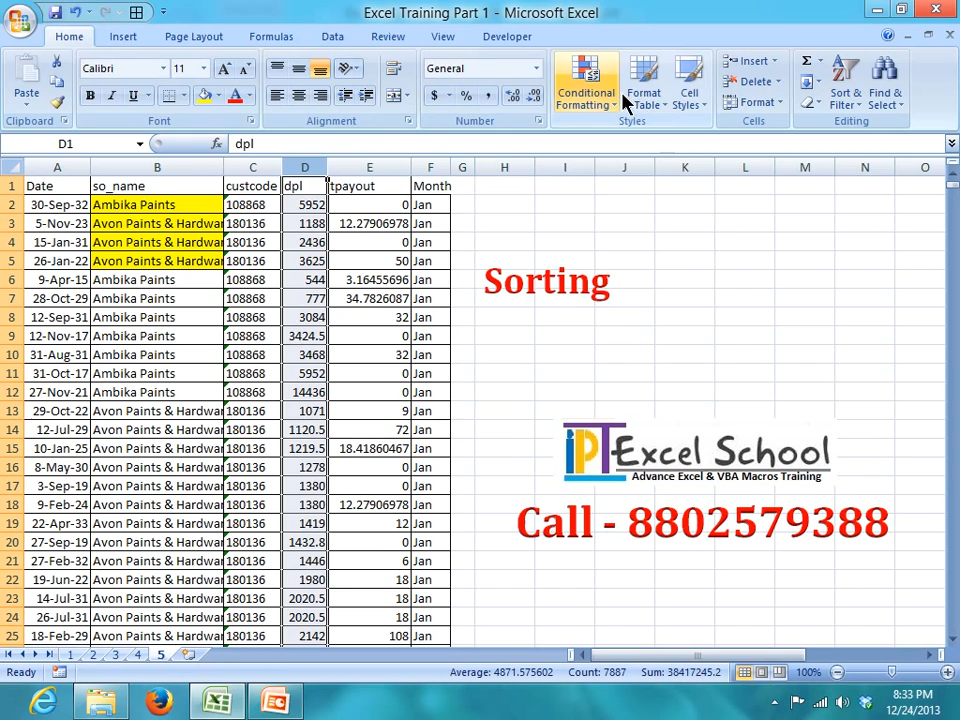 Excel Training Part 1 - Microsoft Excel
Home Insert Page Layout Formulas Data Review View Developer
Paste Calibri 11 General Conditional Formatting Format Table Cell Styles Insert Delete Format Sort & Filter Find & Select
B I U $ % ,
Clipboard Font Alignment Number Styles Cells Editing
D1 fx dpl
A B C D E F G H I J K L M N O
1 Date so_name custcode dpl tpayout Month
2 30-Sep-32 Ambika Paints 108868 5952 0 Jan
3 5-Nov-23 Avon Paints & Hardwar 180136 1188 12.27906978 Jan
4 15-Jan-31 Avon Paints & Hardwar 180136 2436 0 Jan
5 26-Jan-22 Avon Paints & Hardwar 180136 3625 50 Jan
6 9-Apr-15 Ambika Paints 108868 544 3.16455696 Jan
7 28-Oct-29 Ambika Paints 108868 777 34.7826087 Jan
8 12-Sep-31 Ambika Paints 108868 3084 32 Jan
9 12-Nov-17 Ambika Paints 108868 3424.5 0 Jan
10 31-Aug-31 Ambika Paints 108868 3468 32 Jan
11 31-Oct-17 Ambika Paints 108868 5952 0 Jan
12 27-Nov-21 Ambika Paints 108868 14436 0 Jan
13 29-Oct-22 Avon Paints & Hardwar 180136 1071 9 Jan
14 12-Jul-29 Avon Paints & Hardwar 180136 1120.5 72 Jan
15 10-Jan-25 Avon Paints & Hardwar 180136 1219.5 18.41860467 Jan
16 8-May-30 Avon Paints & Hardwar 180136 1278 0 Jan
17 3-Sep-19 Avon Paints & Hardwar 180136 1380 0 Jan
18 9-Feb-24 Avon Paints & Hardwar 180136 1380 12.27906978 Jan
19 22-Apr-33 Avon Paints & Hardwar 180136 1419 12 Jan
20 27-Sep-19 Avon Paints & Hardwar 180136 1432.8 0 Jan
21 27-Feb-32 Avon Paints & Hardwar 180136 1446 6 Jan
22 19-Jun-22 Avon Paints & Hardwar 180136 1980 18 Jan
23 14-Jul-31 Avon Paints & Hardwar 180136 2020.5 18 Jan
24 26-Jul-31 Avon Paints & Hardwar 180136 2020.5 18 Jan
25 18-Feb-29 Avon Paints & Hardwar 180136 2142 108 Jan
Sorting
iPT Excel School
Advance Excel & VBA Macros Training
Call - 8802579388
1 2 3 4 5
Ready Average: 4871.575602 Count: 7887 Sum: 38417245.2 100%
8:33 PM
12/24/2013